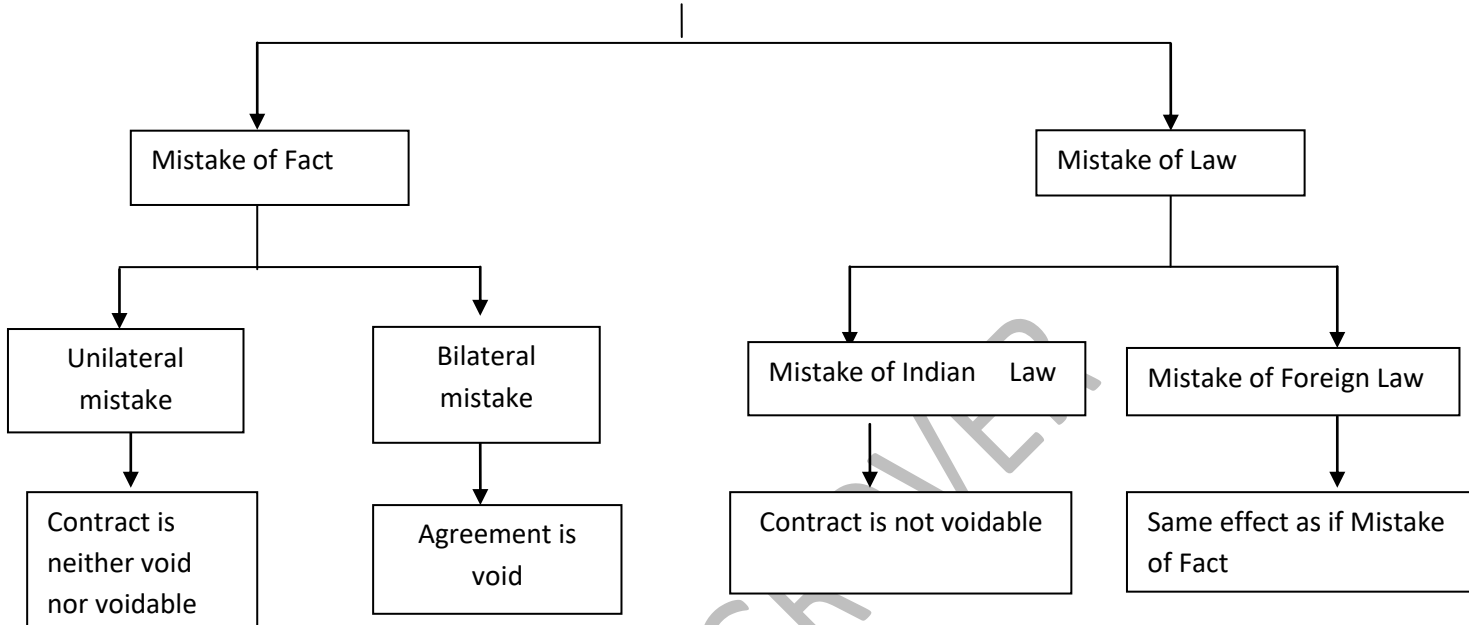 Mistake of Fact
Mistake of Law
Unilateral
mistake
Bilateral
mistake
Mistake of Indian Law
Mistake of Foreign Law
Contract is
neither void
nor voidable
Agreement is
void
Contract is not voidable
Same effect as if Mistake
of Fact